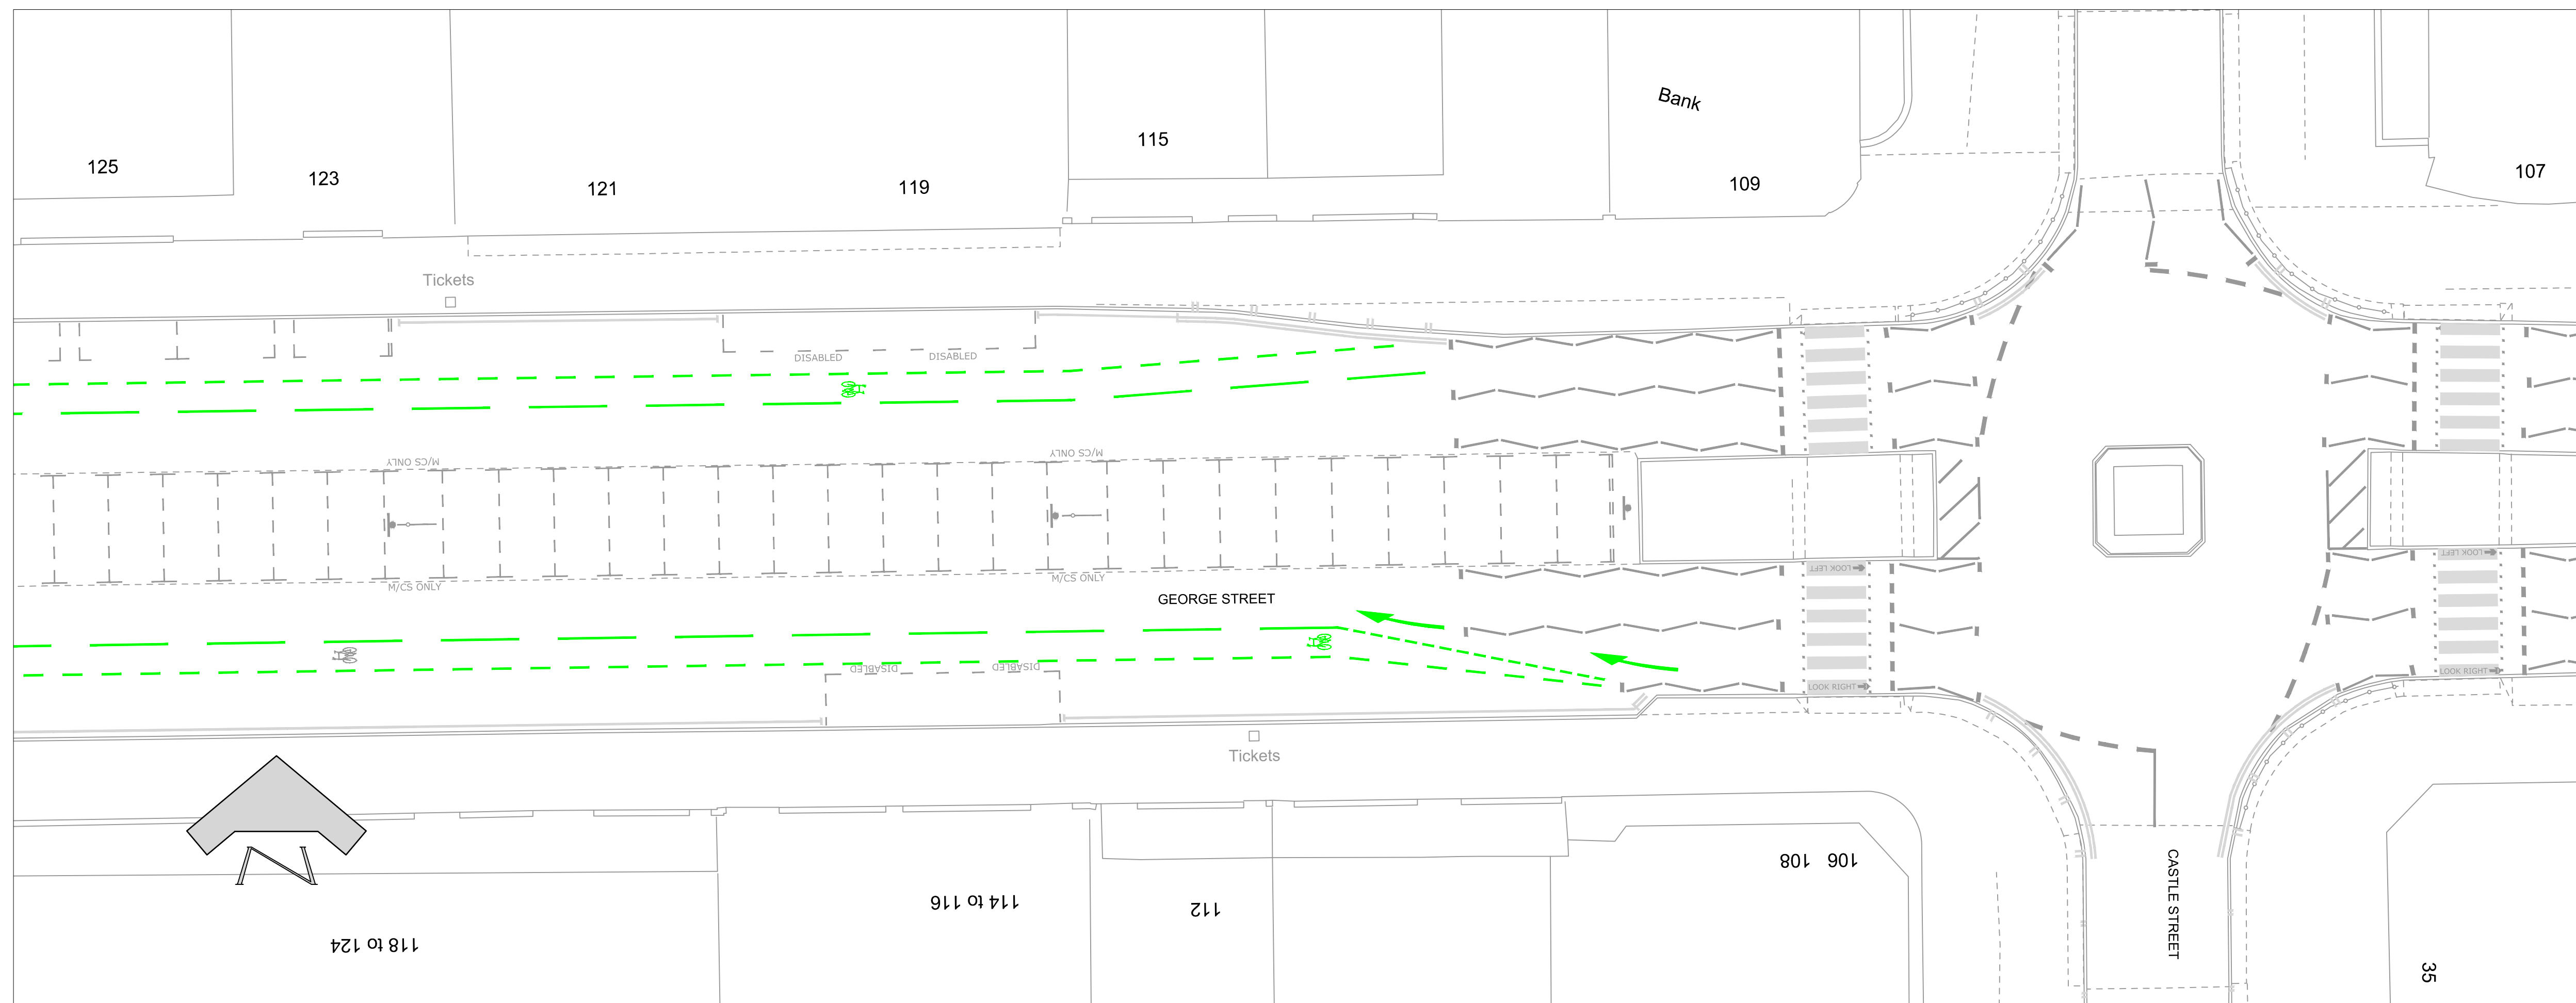 Bank
115
125
123
121
119
109
107
Tickets
DISABLED
DISABLED
M/CS ONLY
M/CS ONLY
M/CS ONLY
M/CS ONLY
GEORGE STREET
LOOK LEFT
LOOK LEFT
DISABLED
DISABLED
LOOK RIGHT
LOOK RIGHT
Tickets
N
118 to 124
114 to 116
112
108
106
CASTLE STREET
35